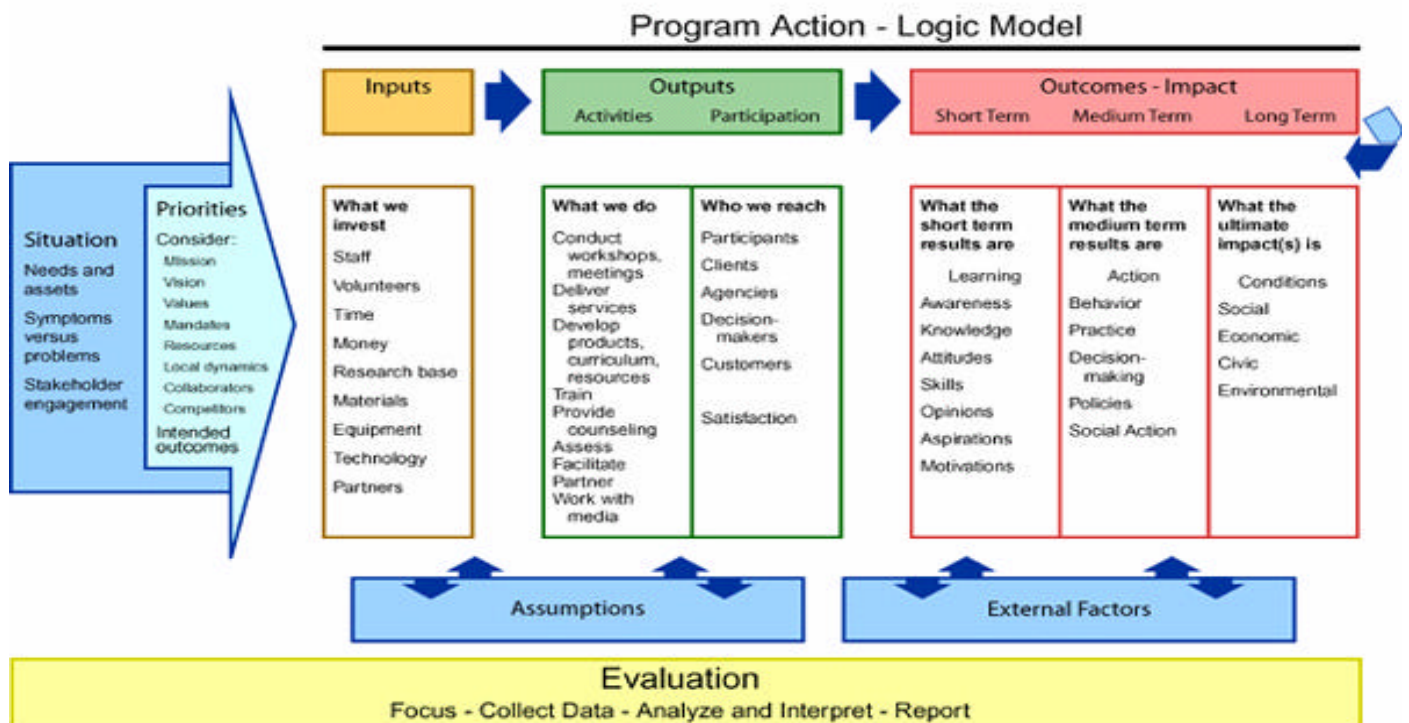 Program Action - Logic Model
Inputs
Outputs
Activities Participation
Outcomes - Impact
Short Term Medium Term Long Term
Situation
Needs and
assets
Symptoms
versus
problems
Stakeholder
engagement
Priorities
Consider:
Mission
Vision
Values
Mandates
Resources
Local dynamics
Collaborators
Competitors
Intended
outcomes
What we
invest
Staff
Volunteers
Time
Money
Research base
Materials
Equipment
Technology
Partners
What we do
Conduct
workshops,
meetings
Deliver
services
Develop
products,
curriculum,
resources
Train
Provide
counseling
Assess
Facilitate
Partner
Work with
media
Who we reach
Participants
Clients
Agencies
Decision-
makers
Customers
Satisfaction
What the
short term
results are
Learning
Awareness
Knowledge
Attitudes
Skills
Opinions
Aspirations
Motivations
What the
medium term
results are
Action
Behavior
Practice
Decision-
making
Policies
Social Action
What the
ultimate
impact(s) is
Conditions
Social
Economic
Civic
Environmental
Assumptions
External Factors
Evaluation
Focus - Collect Data - Analyze and Interpret - Report